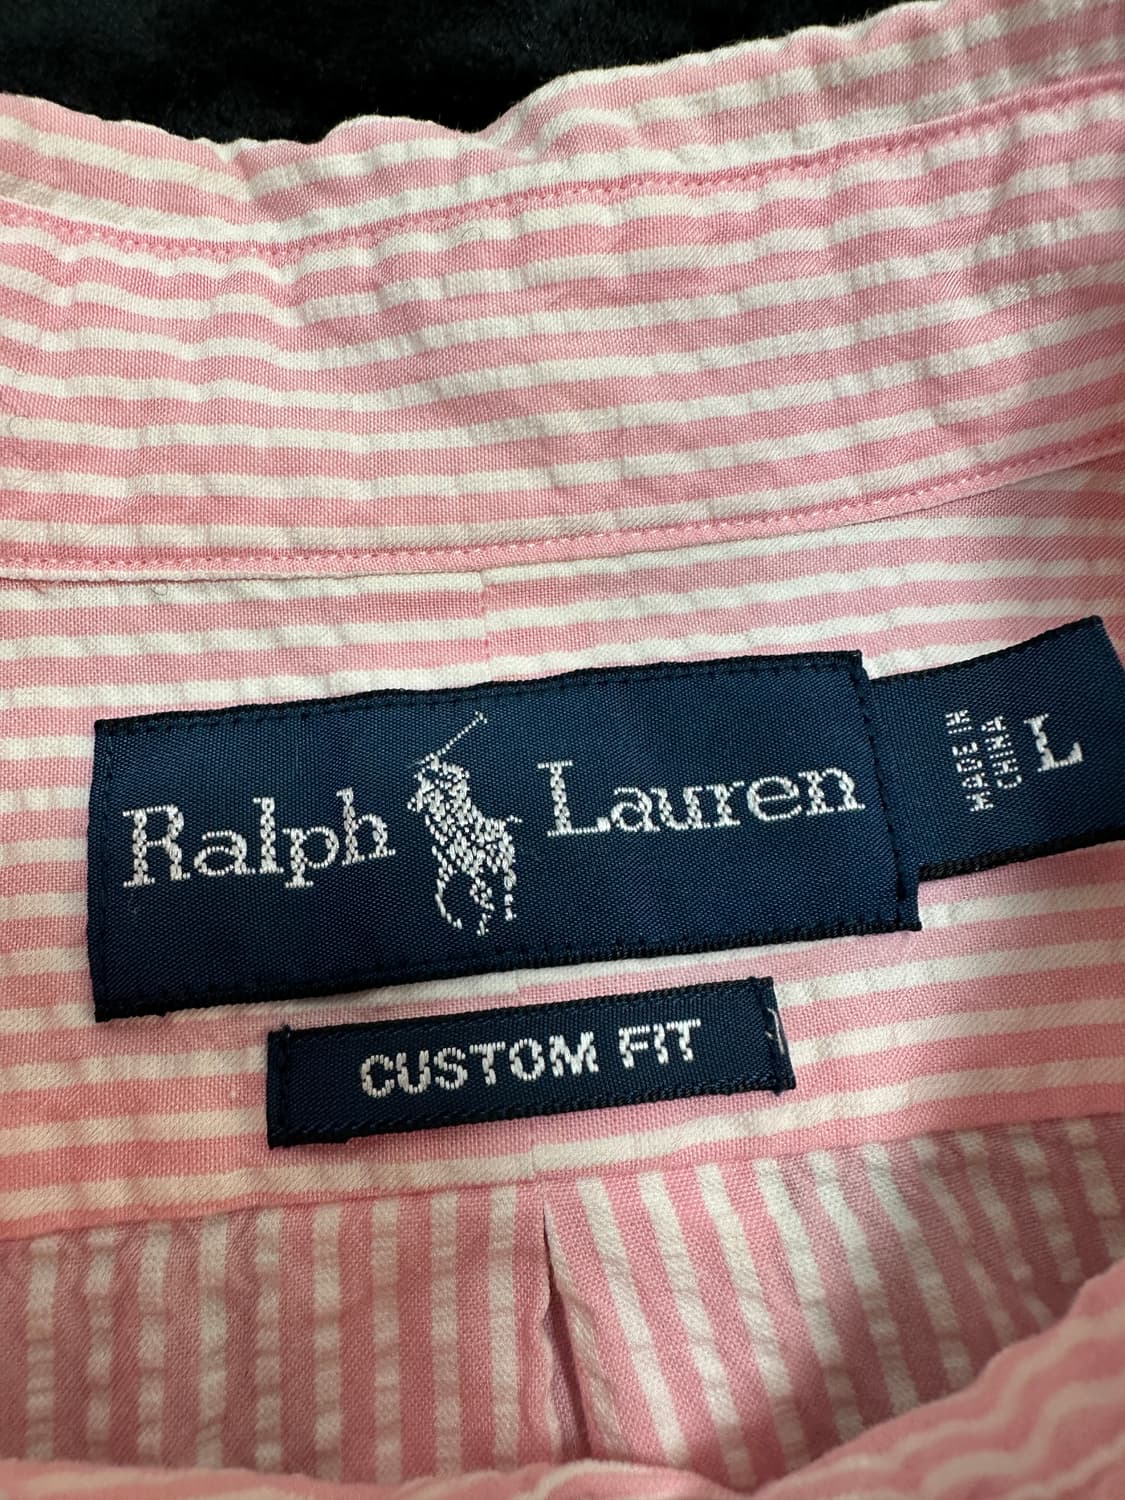 Ralph Lauren
MADE IN
CHINA
L
CUSTOM FIT